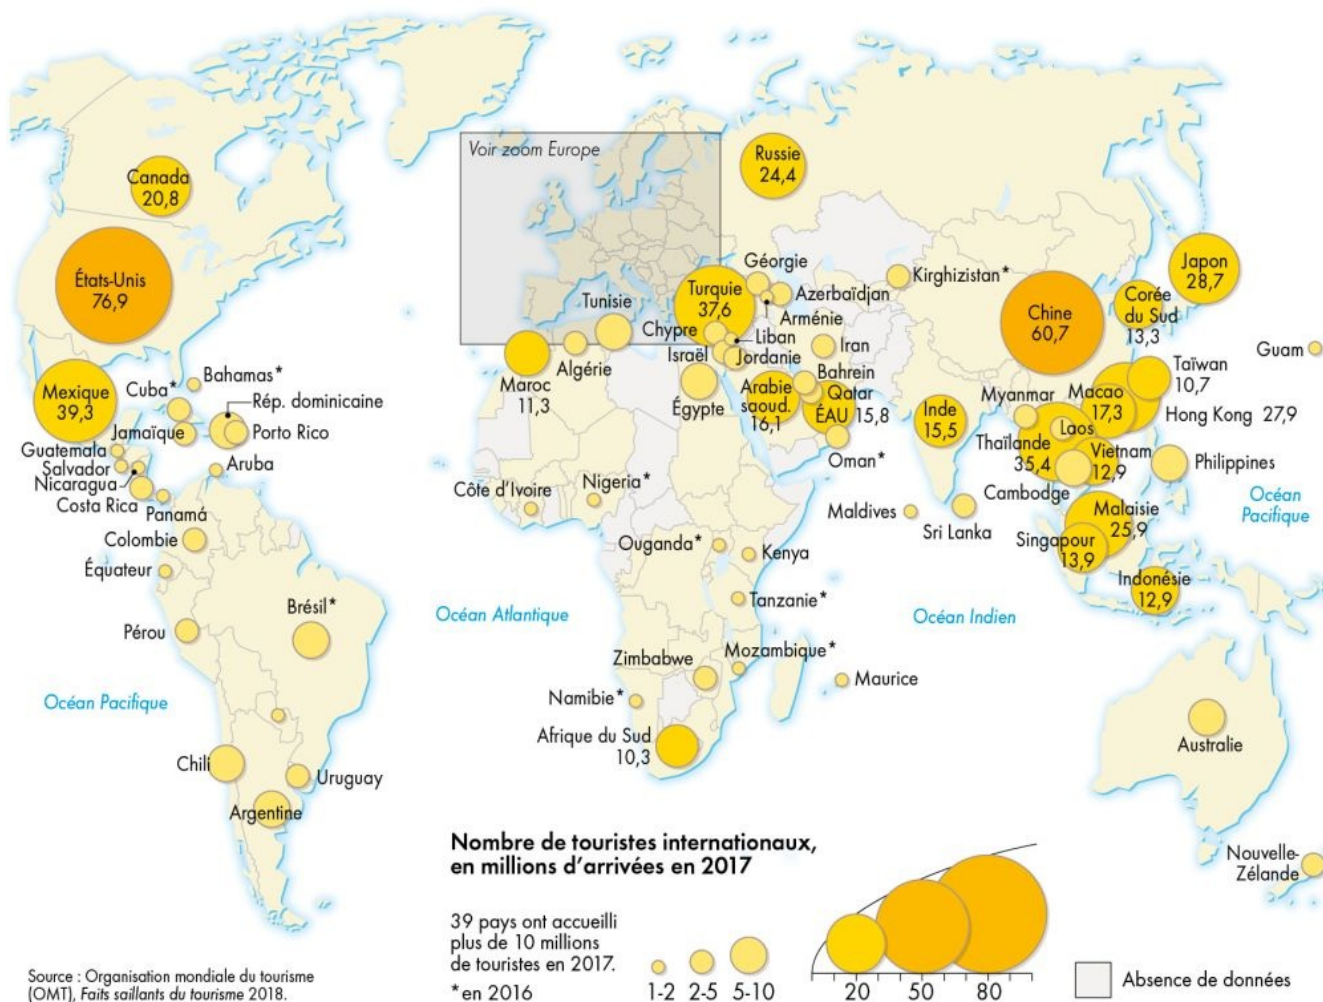 Voir zoom Europe
Russie
24,4
Canada
20,8
États-Unis
76,9
Mexique
39,3
Cuba*
Bahamas*
Rép. dominicaine
Jamaïque
Porto Rico
Guatemala
Salvador
Nicaragua
Costa Rica
Aruba
Panamá
Colombie
Équateur
Pérou
Brésil*
Chili
Uruguay
Argentine
Océan Pacifique
Océan Atlantique
Tunisie
Maroc
11,3
Algérie
Égypte
Turquie
37,6
Géorgie
Azerbaïdjan
Arménie
Kirghizistan*
Chypre
Liban
Israël
Jordanie
Iran
Bahrein
Qatar
Arabie
saoud.
16,1
ÉAU
15,8
Oman*
Côte d'Ivoire
Nigeria*
Ouganda*
Kenya
Tanzanie*
Mozambique*
Zimbabwe
Namibie*
Afrique du Sud
10,3
Maurice
Maldives
Sri Lanka
Océan Indien
Inde
15,5
Chine
60,7
Japon
28,7
Corée
du Sud
13,3
Taïwan
10,7
Guam
Macao
17,3
Hong Kong 27,9
Myanmar
Laos
Thaïlande
35,4
Vietnam
12,9
Cambodge
Philippines
Océan
Pacifique
Malaisie
25,9
Singapour
13,9
Indonésie
12,9
Australie
Nouvelle-
Zélande
Nombre de touristes internationaux,
en millions d'arrivées en 2017
39 pays ont accueilli
plus de 10 millions
de touristes en 2017.
*en 2016
1-2 2-5 5-10
20 50 80
Absence de données
Source : Organisation mondiale du tourisme
(OMT), Faits saillants du tourisme 2018.